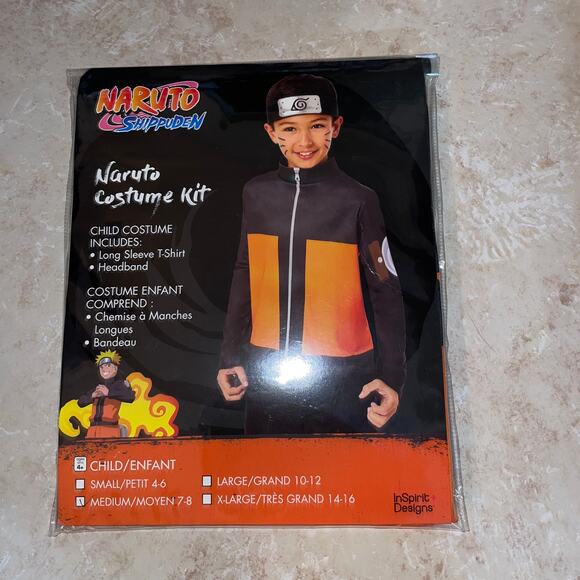 NARUTO
SHIPPUDEN
Naruto
Costume Kit
CHILD COSTUME
INCLUDES:
• Long Sleeve T-Shirt
• Headband
COSTUME ENFANT
COMPREND :
• Chemise à Manches
Longues
• Bandeau
4+
CHILD/ENFANT
SMALL/PETIT 4-6
MEDIUM/MOYEN 7-8
LARGE/GRAND 10-12
X-LARGE/TRÈS GRAND 14-16
InSpirit
Designs